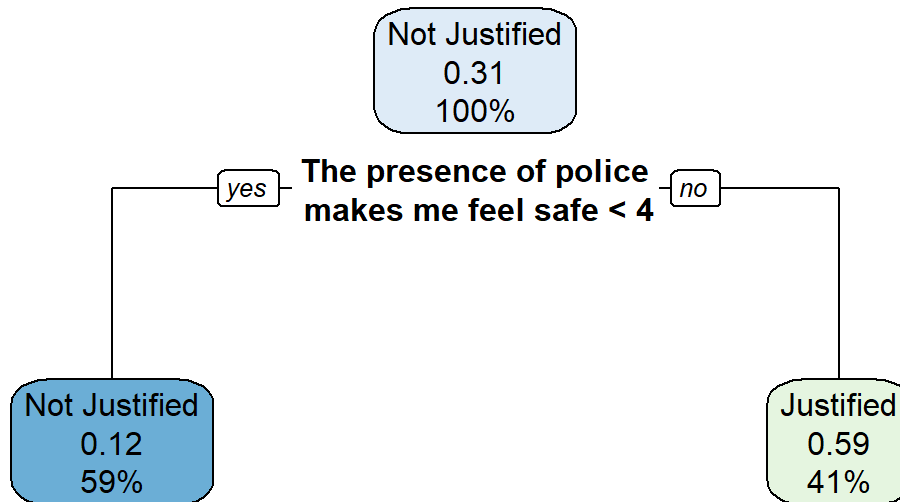 Not Justified
0.31
100%
yes
The presence of police
makes me feel safe < 4
no
Not Justified
0.12
59%
Justified
0.59
41%